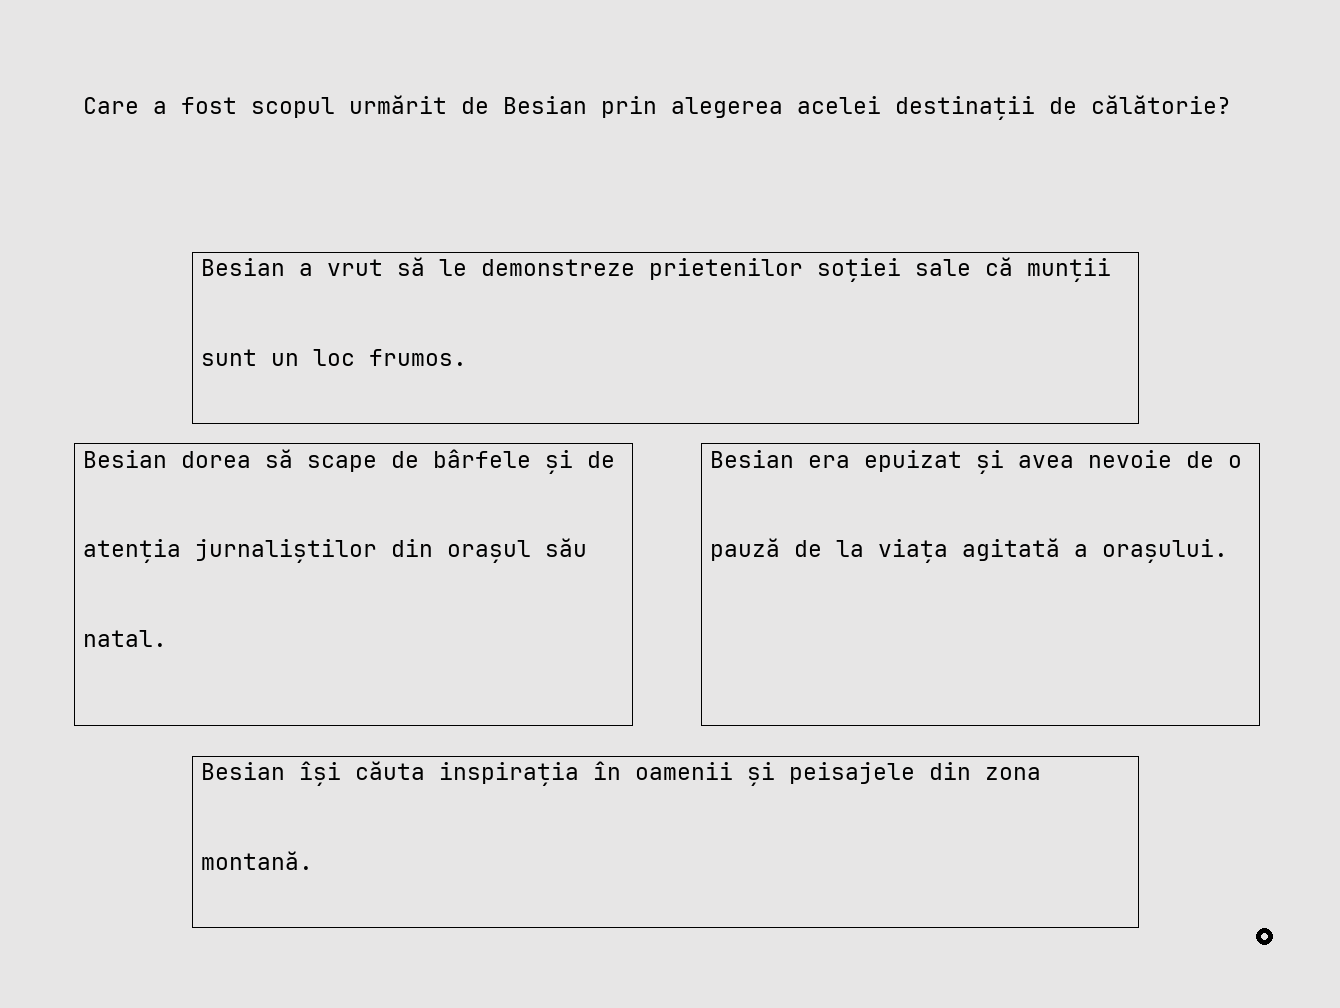 Care a fost scopul urmărit de Besian prin alegerea acelei destinații de călătorie?
Besian a vrut să le demonstreze prietenilor soției sale că munții
sunt un loc frumos.
Besian dorea să scape de bârfele și de
atenția jurnaliștilor din orașul său
natal.
Besian era epuizat și avea nevoie de o
pauză de la viața agitată a orașului.
Besian își căuta inspirația în oamenii și peisajele din zona
montană.